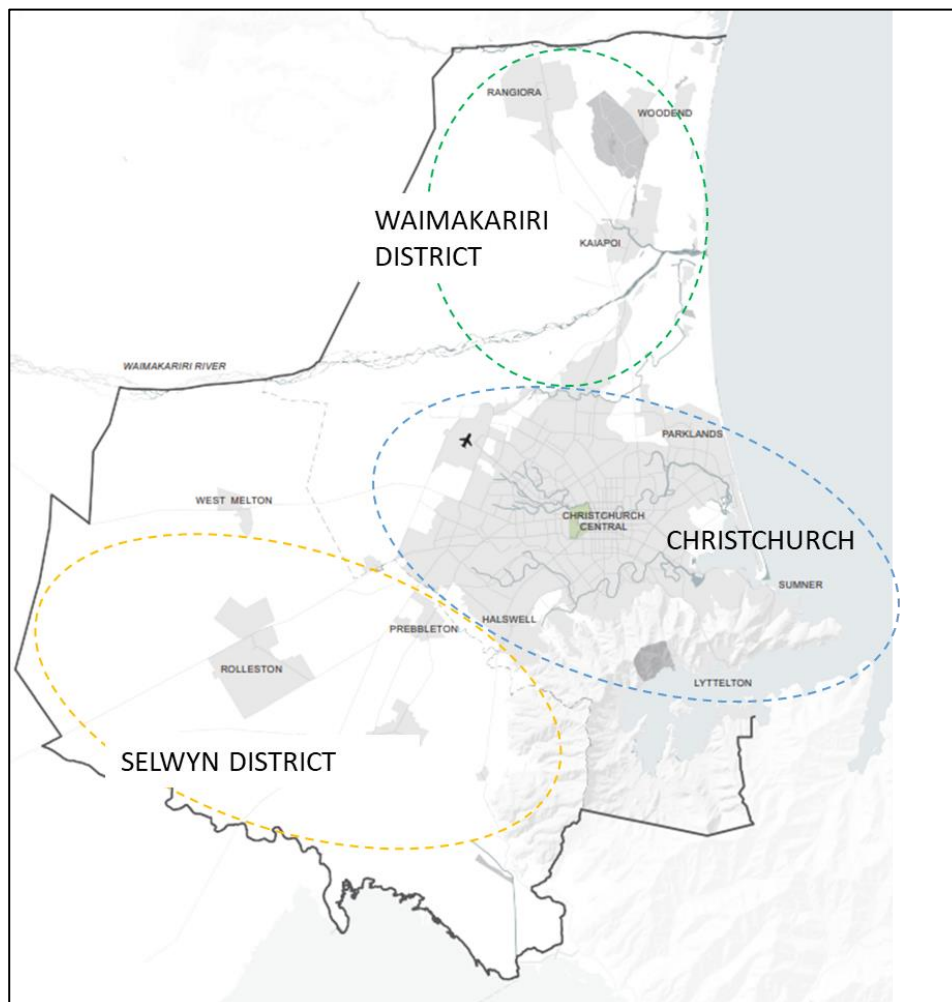 RANGIORA
WOODEND
WAIMAKARIRI
DISTRICT
KAIAPOI
WAIMAKARIRI RIVER
PARKLANDS
WEST MELTON
CHRISTCHURCH
CENTRAL
CHRISTCHURCH
SUMNER
HALSWELL
PREBBLETON
ROLLESTON
LYTTELTON
SELWYN DISTRICT